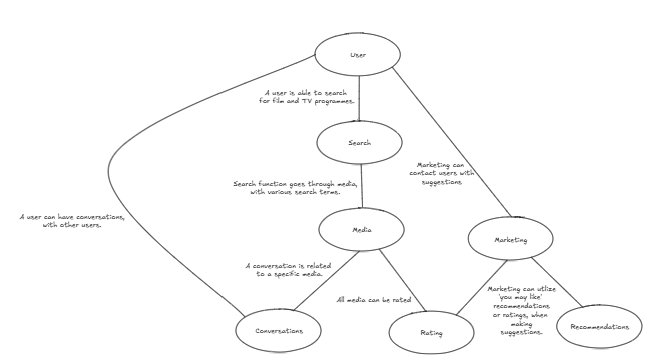 User
A user is able to search
for film and TV programmes.
Search
Marketing can
contact users with
suggestions
Search function goes through media,
with various search terms.
A user can have conversations,
with other users.
Media
Marketing
A conversation is related
to a specific media.
All media can be rated
Marketing can utlize
'you may like'
recommendations
or ratings, when
making
suggestions.
Conversations
Rating
Recommendations